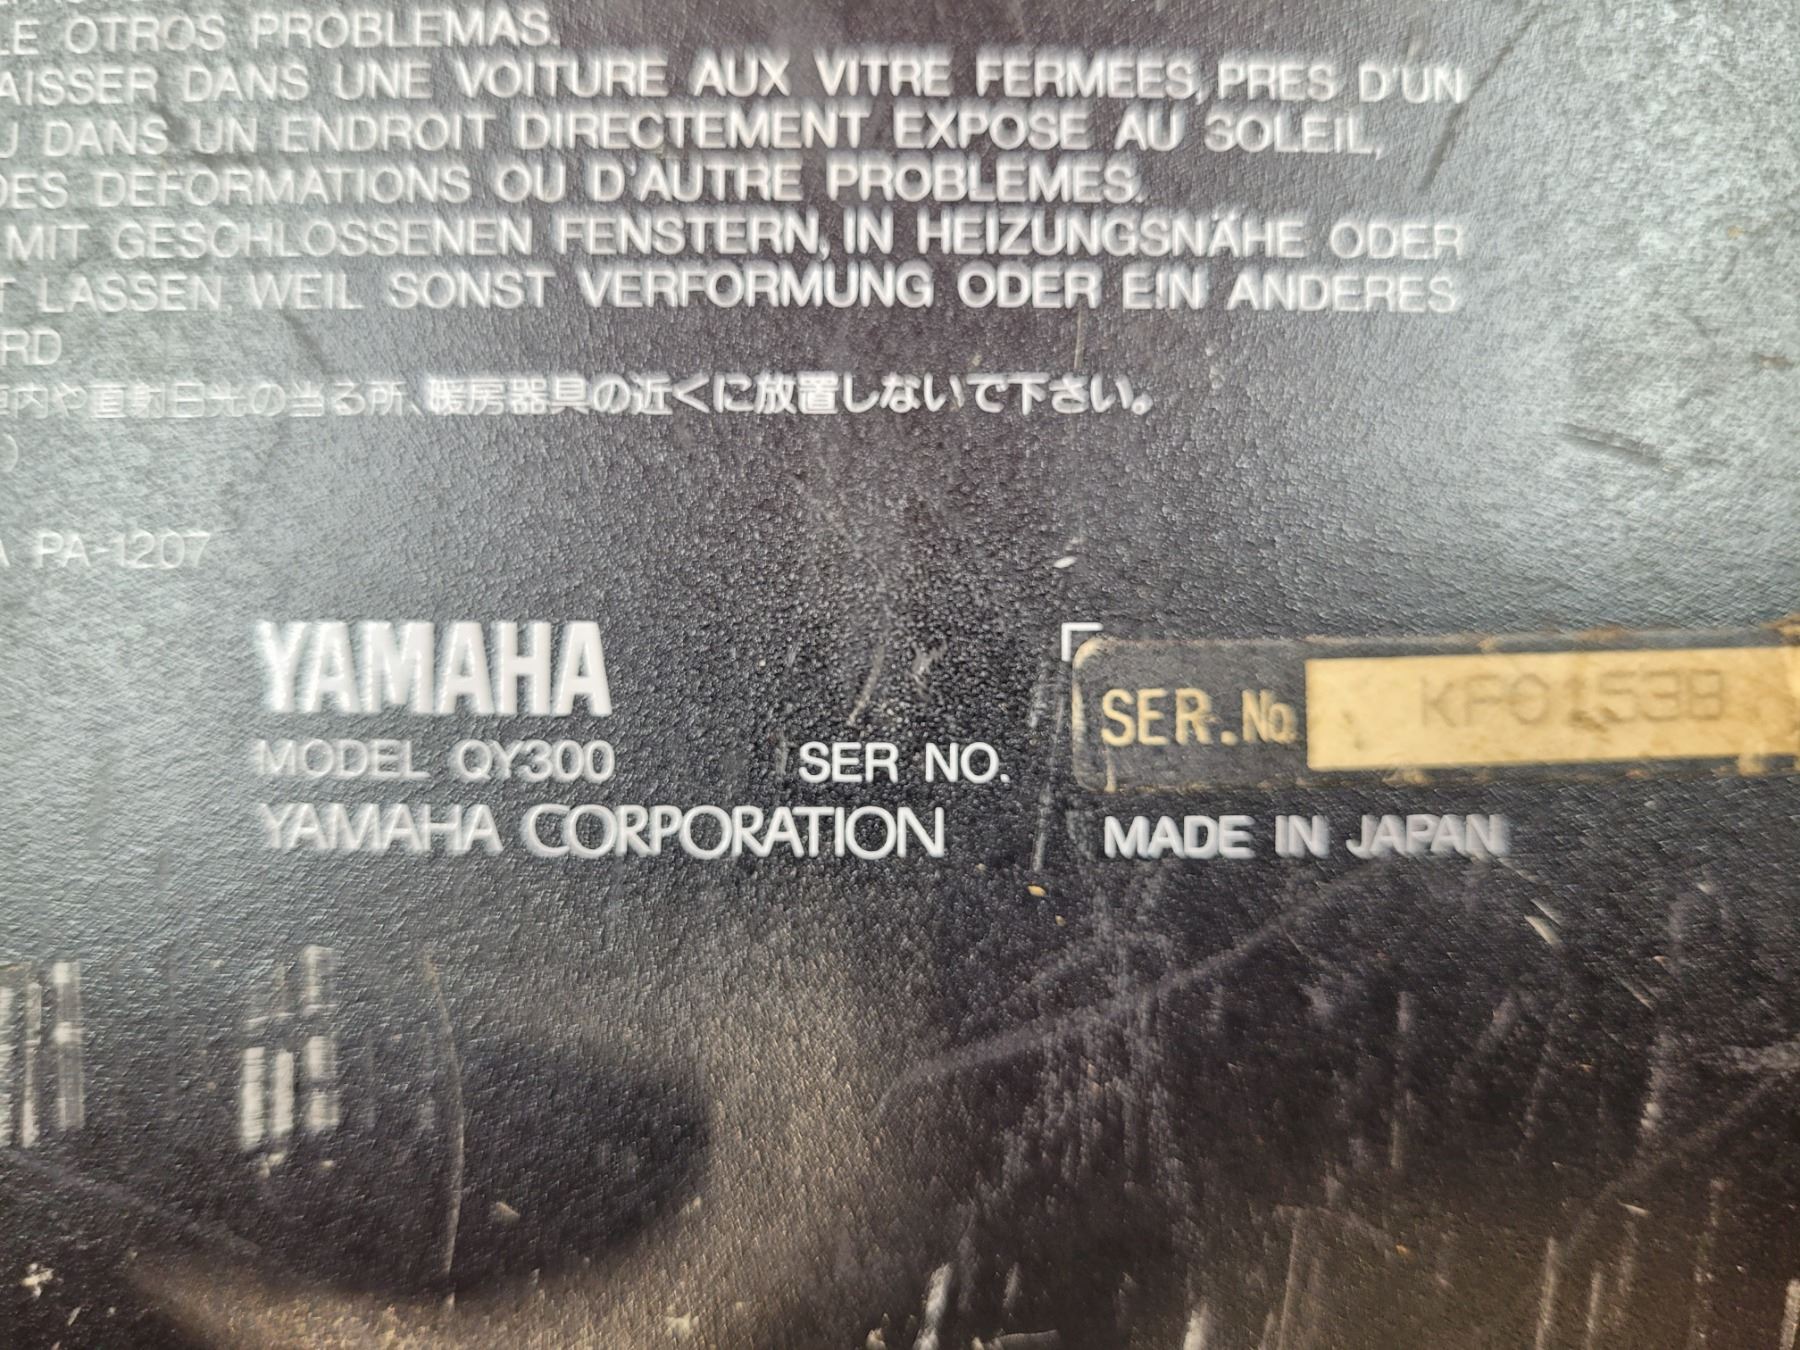 LE OTROS PROBLEMAS.
AISSER DANS UNE VOITURE AUX VITRE FERMEES, PRES D'UN
U DANS UN ENDROIT DIRECTEMENT EXPOSE AU SOLEIL,
DES DEFORMATIONS OU D'AUTRE PROBLEMES.
MIT GESCHLOSSENEN FENSTERN, IN HEIZUNGSNÄHE ODER
T LASSEN, WEIL SONST VERFORMUNG ODER EIN ANDERES
RD
車内や直射日光の当る所、暖房器具の近くに放置しないで下さい。
)
A PA-1207
YAMAHA
MODEL QY300 SER NO. SER.No.
YAMAHA CORPORATION MADE IN JAPAN